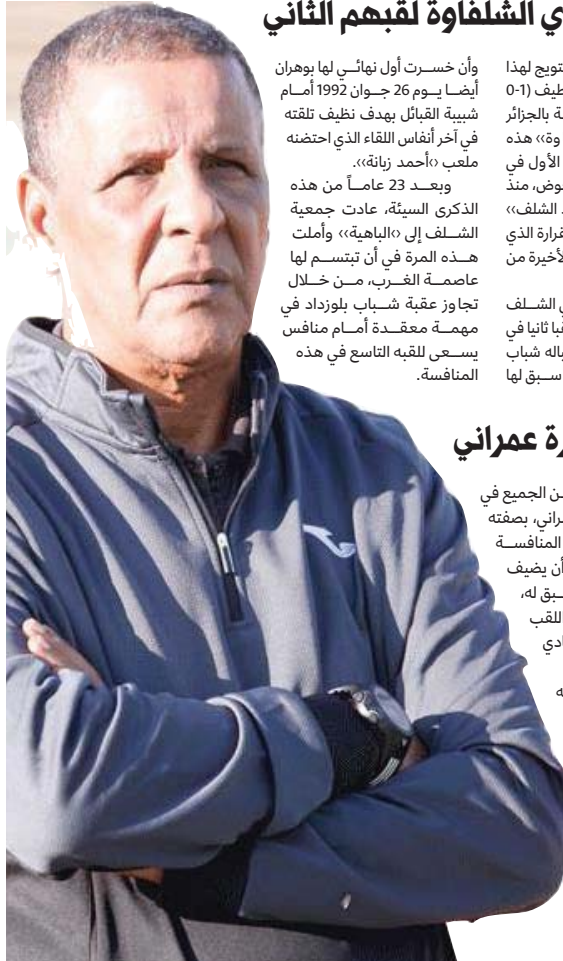 ي الشلفاوة لقبهم الثاني
تويج لهذا
طيف (1-0
ة بالجزائر
وة›› هذه
الأول في
وض، منذ
الشلف››
قرارة الذي
لأخيرة من
ي الشلف
قبا ثانيا في
باله شباب
سبق لها
وأن خسرت أول نهائي لها بوهران
أيضا يوم 26 جوان 1992 أمام
شبيبة القبائل بهدف نظيف تلقته
في آخر أنفاس اللقاء الذي احتضنه
ملعب ‹‹أحمد زبانة››.
وبعد 23 عاماً من هذه
الذكرى السيئة، عادت جمعية
الشلف إلى ‹‹الباهية›› وأملت
هذه المرة في أن تبتسم لها
عاصمة الغرب، من خلال
تجاوز عقبة شباب بلوزداد في
مهمة معقدة أمام منافس
يسعى للقبه التاسع في هذه
المنافسة.
رة عمراني
ن الجميع في
راني، بصفته
المنافسة
أن يضيف
بق له،
اللقب
ادي
ه